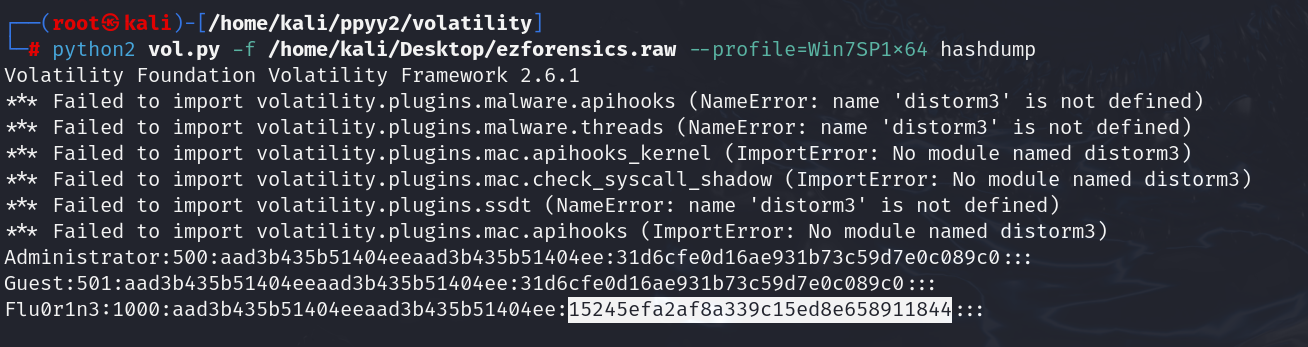 ┌──(root㉿kali)-[/home/kali/ppyy2/volatility]
└─# python2 vol.py -f /home/kali/Desktop/ezforensics.raw --profile=Win7SP1×64 hashdump
Volatility Foundation Volatility Framework 2.6.1
*** Failed to import volatility.plugins.malware.apihooks (NameError: name 'distorm3' is not defined)
*** Failed to import volatility.plugins.malware.threads (NameError: name 'distorm3' is not defined)
*** Failed to import volatility.plugins.mac.apihooks_kernel (ImportError: No module named distorm3)
*** Failed to import volatility.plugins.mac.check_syscall_shadow (ImportError: No module named distorm3)
*** Failed to import volatility.plugins.ssdt (NameError: name 'distorm3' is not defined)
*** Failed to import volatility.plugins.mac.apihooks (ImportError: No module named distorm3)
Administrator:500:aad3b435b51404eeaad3b435b51404ee:31d6cfe0d16ae931b73c59d7e0c089c0:::
Guest:501:aad3b435b51404eeaad3b435b51404ee:31d6cfe0d16ae931b73c59d7e0c089c0:::
Flu0r1n3:1000:aad3b435b51404eeaad3b435b51404ee:15245efa2af8a339c15ed8e658911844:::